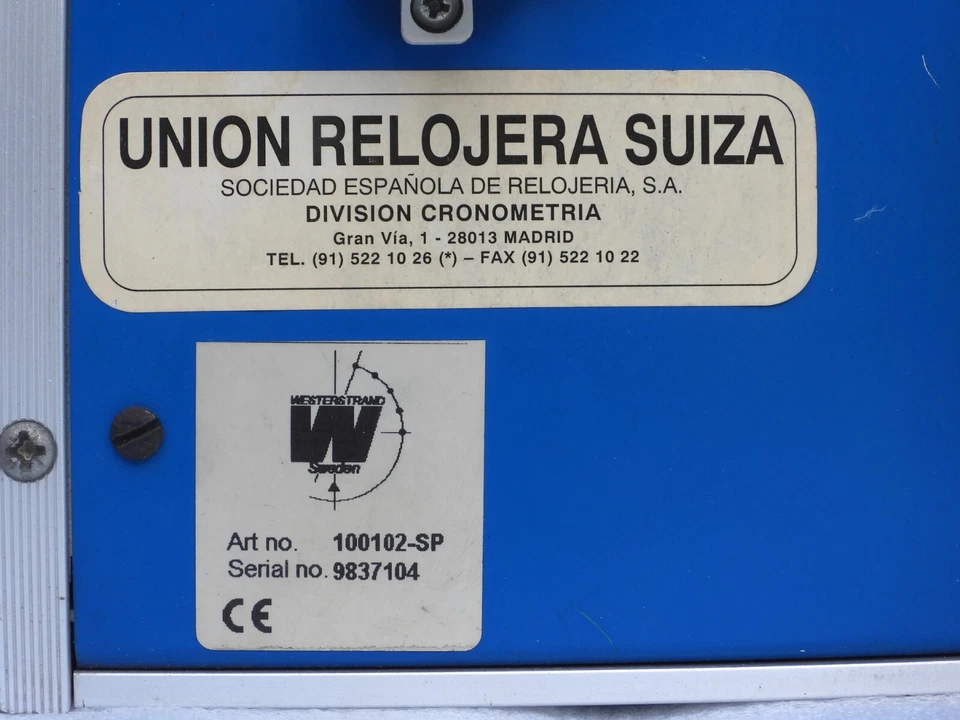 UNION RELOJERA SUIZA
SOCIEDAD ESPAÑOLA DE RELOJERIA, S.A.
DIVISION CRONOMETRIA
Gran Vía, 1 - 28013 MADRID
TEL. (91) 522 10 26 (*) – FAX (91) 522 10 22
WESTERSTRAND
W
Sweden
Art no. 100102-SP
Serial no. 9837104
CE